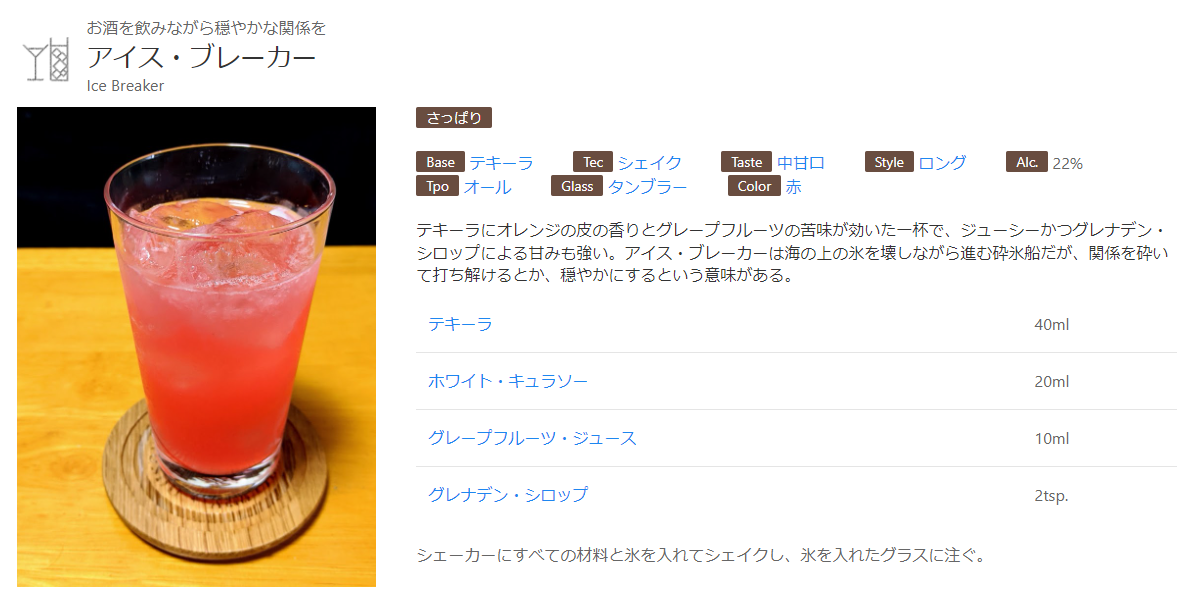 お酒を飲みながら穏やかな関係を
アイス・ブレーカー
Ice Breaker
さっぱり
Base テキーラ Tec シェイク Taste 中甘口 Style ロング Alc. 22%
Tpo オール Glass タンブラー Color 赤
テキーラにオレンジの皮の香りとグレープフルーツの苦味が効いた一杯で、ジューシーかつグレナデン・
シロップによる甘みも強い。アイス・ブレーカーは海の上の氷を壊しながら進む砕氷船だが、関係を砕い
て打ち解けるとか、穏やかにするという意味がある。
テキーラ 40ml
ホワイト・キュラソー 20ml
グレープフルーツ・ジュース 10ml
グレナデン・シロップ 2tsp.
シェーカーにすべての材料と氷を入れてシェイクし、氷を入れたグラスに注ぐ。